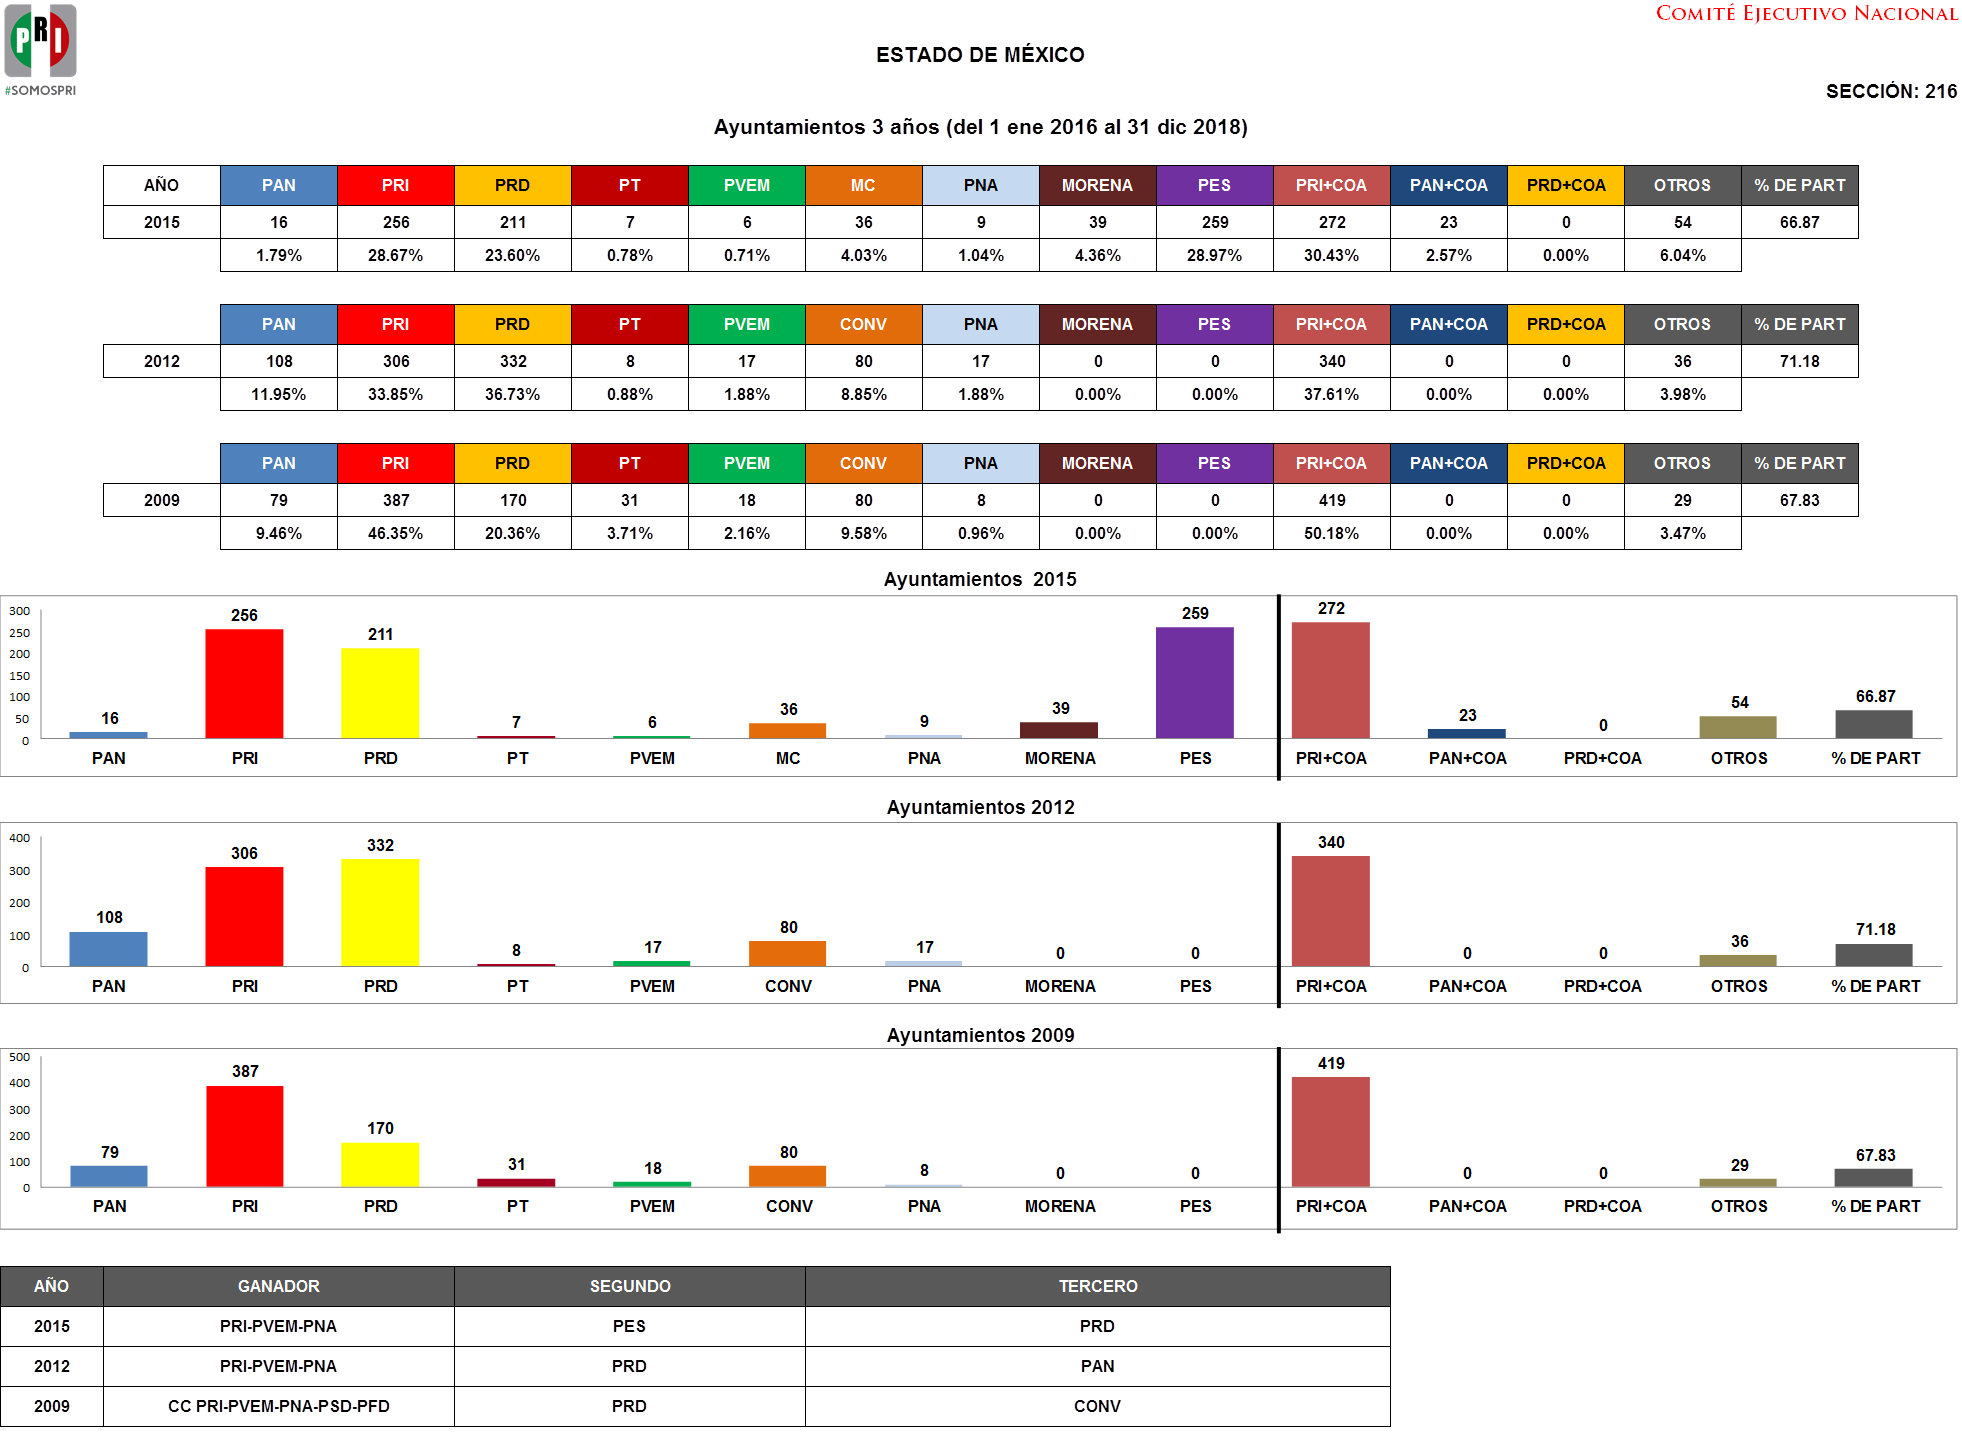 COMITÉ EJECUTIVO NACIONAL
PRI
#SOMOSPRI
ESTADO DE MÉXICO
SECCIÓN: 216
Ayuntamientos 3 años (del 1 ene 2016 al 31 dic 2018)
AÑO PAN PRI PRD PT PVEM MC PNA MORENA PES PRI+COA PAN+COA PRD+COA OTROS % DE PART
2015 16 256 211 7 6 36 9 39 259 272 23 0 54 66.87
1.79% 28.67% 23.60% 0.78% 0.71% 4.03% 1.04% 4.36% 28.97% 30.43% 2.57% 0.00% 6.04%
PAN PRI PRD PT PVEM CONV PNA MORENA PES PRI+COA PAN+COA PRD+COA OTROS % DE PART
2012 108 306 332 8 17 80 17 0 0 340 0 0 36 71.18
11.95% 33.85% 36.73% 0.88% 1.88% 8.85% 1.88% 0.00% 0.00% 37.61% 0.00% 0.00% 3.98%
PAN PRI PRD PT PVEM CONV PNA MORENA PES PRI+COA PAN+COA PRD+COA OTROS % DE PART
2009 79 387 170 31 18 80 8 0 0 419 0 0 29 67.83
9.46% 46.35% 20.36% 3.71% 2.16% 9.58% 0.96% 0.00% 0.00% 50.18% 0.00% 0.00% 3.47%
Ayuntamientos 2015
300
250
200
150
100
50
0
16 256 211 7 6 36 9 39 259 272 23 0 54 66.87
PAN PRI PRD PT PVEM MC PNA MORENA PES PRI+COA PAN+COA PRD+COA OTROS % DE PART
Ayuntamientos 2012
400
300
200
100
0
108 306 332 8 17 80 17 0 0 340 0 0 36 71.18
PAN PRI PRD PT PVEM CONV PNA MORENA PES PRI+COA PAN+COA PRD+COA OTROS % DE PART
Ayuntamientos 2009
500
400
300
200
100
0
79 387 170 31 18 80 8 0 0 419 0 0 29 67.83
PAN PRI PRD PT PVEM CONV PNA MORENA PES PRI+COA PAN+COA PRD+COA OTROS % DE PART
AÑO GANADOR SEGUNDO TERCERO
2015 PRI-PVEM-PNA PES PRD
2012 PRI-PVEM-PNA PRD PAN
2009 CC PRI-PVEM-PNA-PSD-PFD PRD CONV